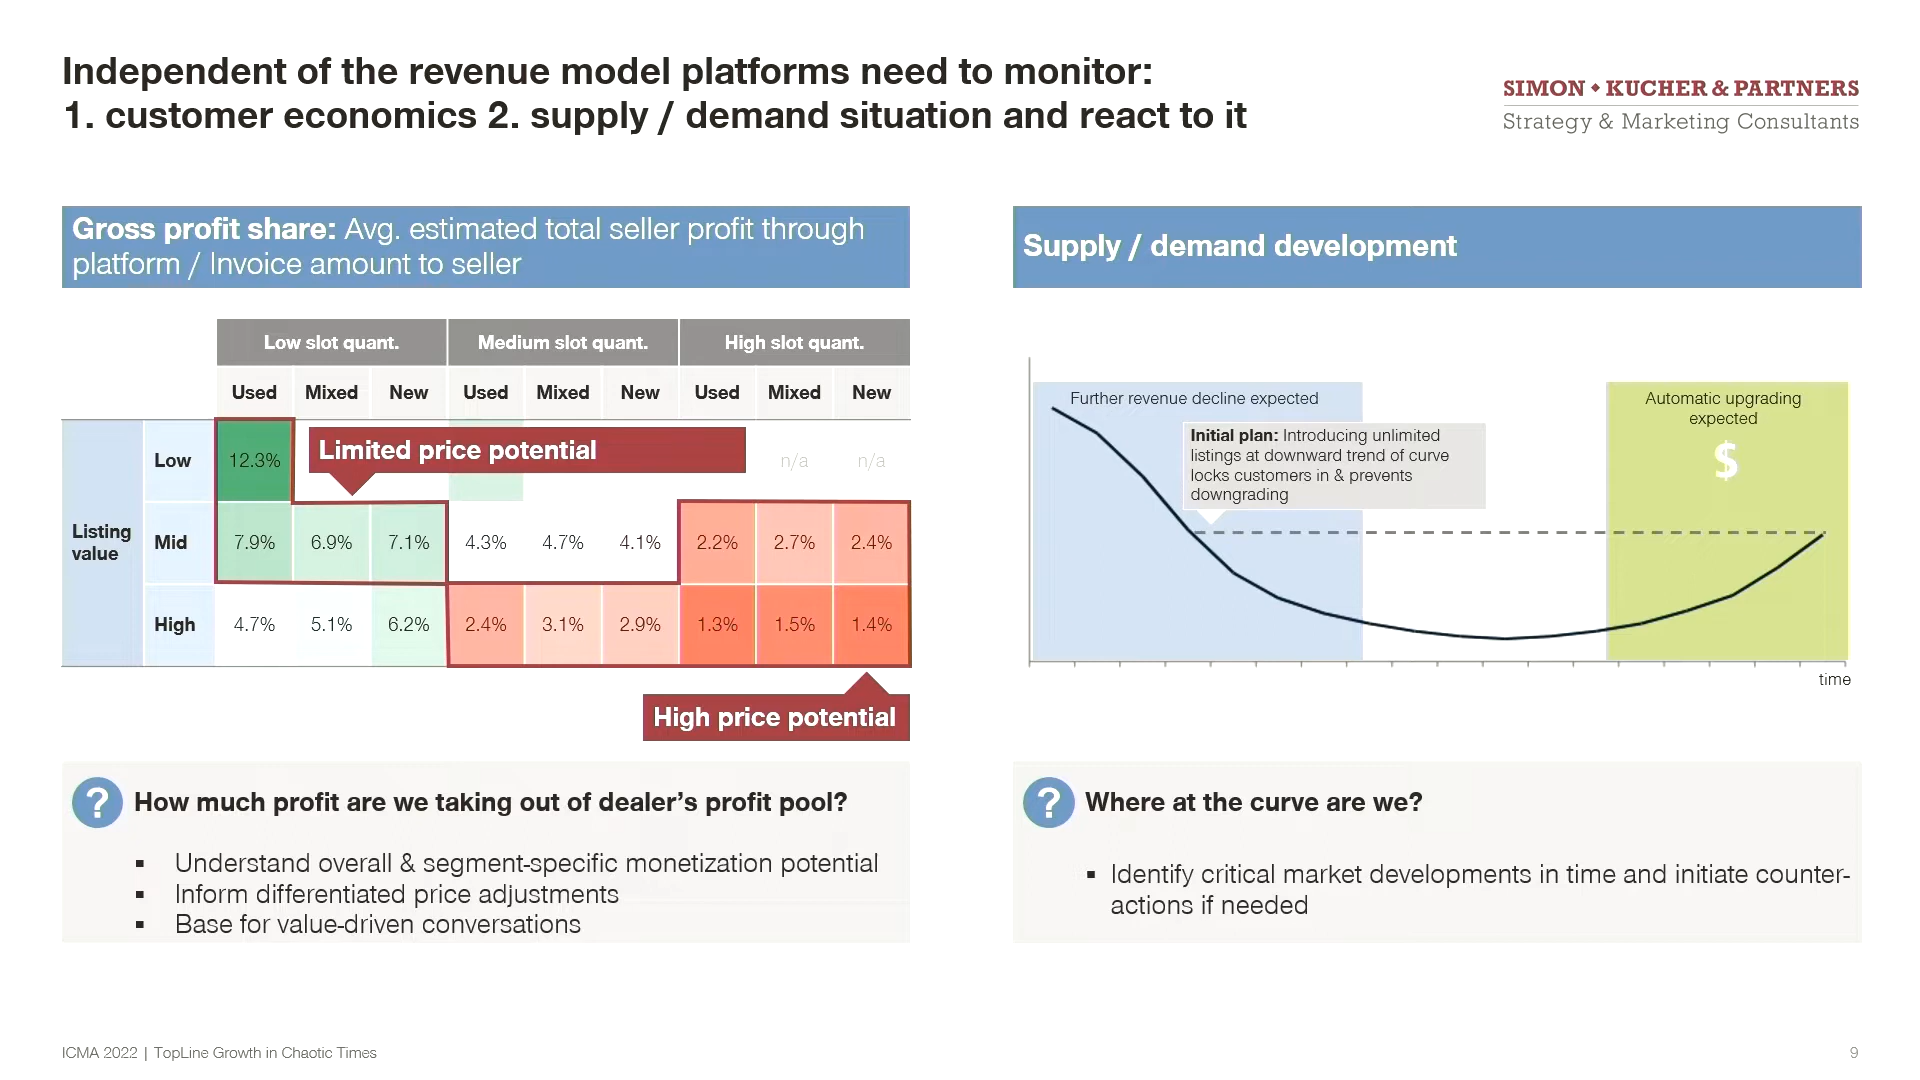 Independent of the revenue model platforms need to monitor:
1. customer economics 2. supply / demand situation and react to it
SIMON ◆ KUCHER & PARTNERS
Strategy & Marketing Consultants
Gross profit share: Avg. estimated total seller profit through
platform / Invoice amount to seller
Low slot quant. Medium slot quant. High slot quant.
Used Mixed New Used Mixed New Used Mixed New
Listing
value
Low 12.3% n/a n/a
Limited price potential
Mid 7.9% 6.9% 7.1% 4.3% 4.7% 4.1% 2.2% 2.7% 2.4%
High 4.7% 5.1% 6.2% 2.4% 3.1% 2.9% 1.3% 1.5% 1.4%
High price potential
? How much profit are we taking out of dealer's profit pool?
▪ Understand overall & segment-specific monetization potential
▪ Inform differentiated price adjustments
▪ Base for value-driven conversations
Supply / demand development
Further revenue decline expected
Initial plan: Introducing unlimited
listings at downward trend of curve
locks customers in & prevents
downgrading
Automatic upgrading
expected
$
time
? Where at the curve are we?
▪ Identify critical market developments in time and initiate counter-
actions if needed
ICMA 2022 | TopLine Growth in Chaotic Times
9